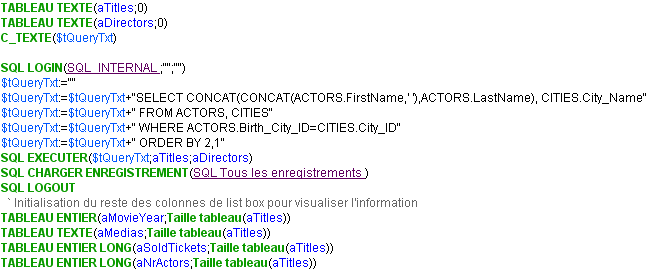 TABLEAU TEXTE(aTitles;0)
TABLEAU TEXTE(aDirectors;0)
C_TEXTE($tQueryTxt)
SQL LOGIN(SQL_INTERNAL;"";"")
$tQueryTxt:=""
$tQueryTxt:=$tQueryTxt+"SELECT CONCAT(CONCAT(ACTORS.FirstName,' '),ACTORS.LastName), CITIES.City_Name"
$tQueryTxt:=$tQueryTxt+" FROM ACTORS, CITIES"
$tQueryTxt:=$tQueryTxt+" WHERE ACTORS.Birth_City_ID=CITIES.City_ID"
$tQueryTxt:=$tQueryTxt+" ORDER BY 2,1"
SQL EXECUTER($tQueryTxt;aTitles;aDirectors)
SQL CHARGER ENREGISTREMENT(SQL Tous les enregistrements)
SQL LOGOUT
` Initialisation du reste des colonnes de list box pour visualiser l'information
TABLEAU ENTIER(aMovieYear;Taille tableau(aTitles))
TABLEAU TEXTE(aMedias;Taille tableau(aTitles))
TABLEAU ENTIER LONG(aSoldTickets;Taille tableau(aTitles))
TABLEAU ENTIER LONG(aNrActors;Taille tableau(aTitles))